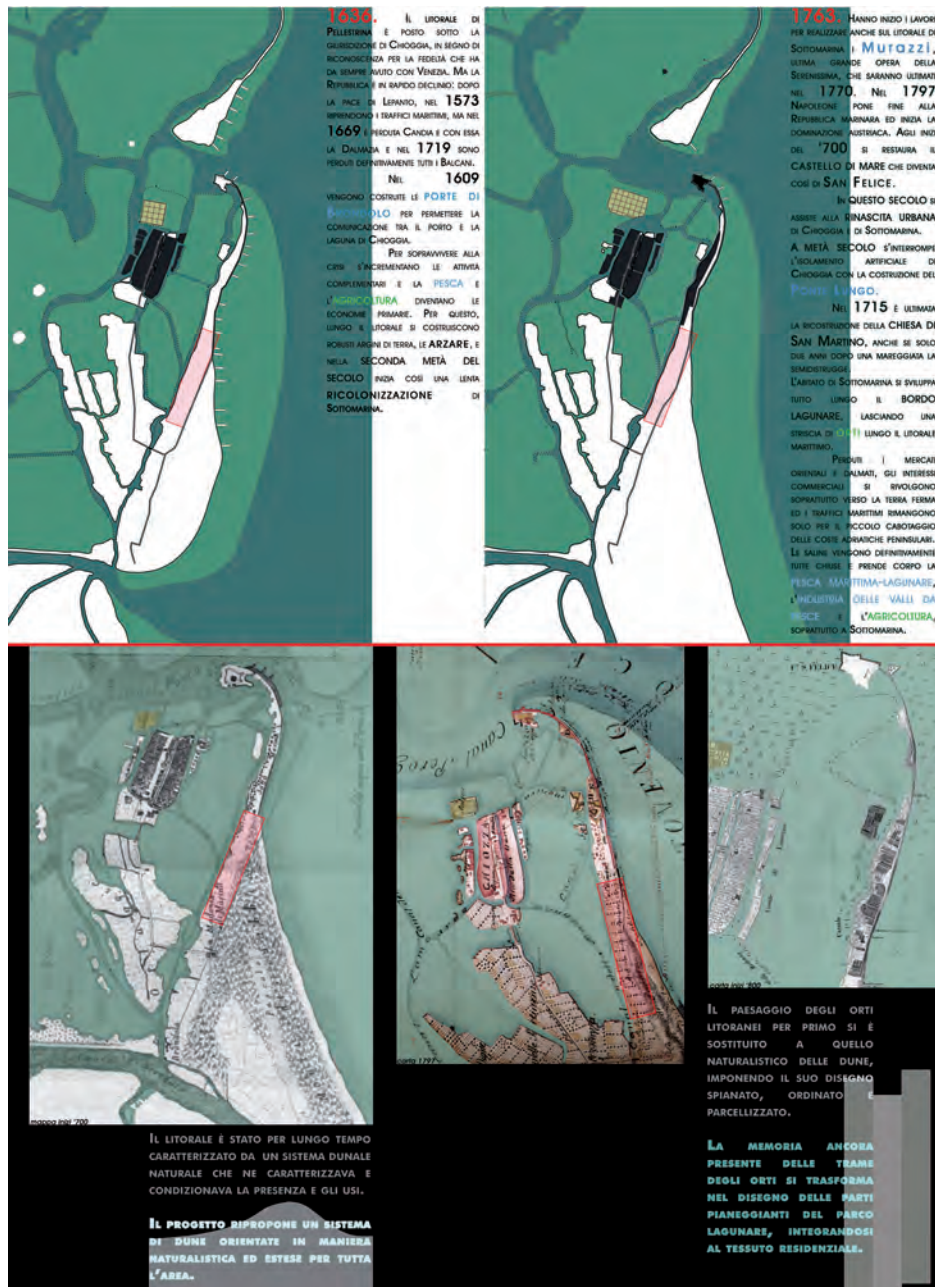 1636. IL LITORALE DI
PELLESTRINA È POSTO SOTTO LA
GIURISDIZIONE DI CHIOGGIA, IN SEGNO DI
RICONOSCENZA PER LA FEDELTÀ CHE HA
DA SEMPRE AVUTO CON VENEZIA. MA LA
REPUBBLICA È IN RAPIDO DECLINO: DOPO
LA PACE DI LEPANTO, NEL 1573
RIPRENDONO I TRAFFICI MARITTIMI, MA NEL
1669 È PERDUTA CANDIA E CON ESSA
LA DALMAZIA E NEL 1719 SONO
PERDUTI DEFINITIVAMENTE TUTTI I BALCANI.
NEL 1609
VENGONO COSTRUITE LE PORTE DI
BRONDOLO PER PERMETTERE LA
COMUNICAZIONE TRA IL PORTO E LA
LAGUNA DI CHIOGGIA.
PER SOPRAVVIVERE ALLA
CRISI S'INCREMENTANO LE ATTIVITÀ
COMPLEMENTARI E LA PESCA E
L'AGRICOLTURA DIVENTANO LE
ECONOMIE PRIMARIE. PER QUESTO,
LUNGO IL LITORALE SI COSTRUISCONO
ROBUSTI ARGINI DI TERRA, LE ARZARE, E
NELLA SECONDA METÀ DEL
SECOLO INIZIA COSÌ UNA LENTA
RICOLONIZZAZIONE DI
SOTTOMARINA.
1763. HANNO INIZIO I LAVORI
PER REALIZZARE ANCHE SUL LITORALE DI
SOTTOMARINA I MURAZZI,
ULTIMA GRANDE OPERA DELLA
SERENISSIMA, CHE SARANNO ULTIMATI
NEL 1770. NEL 1797
NAPOLEONE PONE FINE ALLA
REPUBBLICA MARINARA ED INIZIA LA
DOMINAZIONE AUSTRIACA. AGLI INIZI
DEL '700 SI RESTAURA IL
CASTELLO DI MARE CHE DIVENTA
COSÌ DI SAN FELICE.
IN QUESTO SECOLO SI
ASSISTE ALLA RINASCITA URBANA
DI CHIOGGIA E DI SOTTOMARINA.
A METÀ SECOLO S'INTERROMPE
L'ISOLAMENTO ARTIFICIALE DI
CHIOGGIA CON LA COSTRUZIONE DEL
PONTE LUNGO.
NEL 1715 È ULTIMATA
LA RICOSTRUZIONE DELLA CHIESA DI
SAN MARTINO, ANCHE SE SOLO
DUE ANNI DOPO UNA MAREGGIATA LA
SEMIDISTRUGGE.
L'ABITATO DI SOTTOMARINA SI SVILUPPA
TUTTO LUNGO IL BORDO
LAGUNARE, LASCIANDO UNA
STRISCIA DI ORTI LUNGO IL LITORALE
MARITTIMO.
PERDUTI I MERCATI
ORIENTALI E DALMATI, GLI INTERESSI
COMMERCIALI SI RIVOLGONO
SOPRATTUTTO VERSO LA TERRA FERMA
ED I TRAFFICI MARITTIMI RIMANGONO
SOLO PER IL PICCOLO CABOTAGGIO
DELLE COSTE ADRIATICHE PENINSULARI.
LE SALINE VENGONO DEFINITIVAMENTE
TUTTE CHIUSE E PRENDE CORPO LA
PESCA MARITTIMA-LAGUNARE,
L'INDUSTRIA DELLE VALLI DA
PESCE E L'AGRICOLTURA,
SOPRATTUTTO A SOTTOMARINA.
mappa inizi '700
CHIOZZA
carta 1797
S. FELICE
carta inizi '800
IL LITORALE È STATO PER LUNGO TEMPO
CARATTERIZZATO DA UN SISTEMA DUNALE
NATURALE CHE NE CARATTERIZZAVA E
CONDIZIONAVA LA PRESENZA E GLI USI.
IL PROGETTO RIPROPONE UN SISTEMA
DI DUNE ORIENTATE IN MANIERA
NATURALISTICA ED ESTESE PER TUTTA
L'AREA.
IL PAESAGGIO DEGLI ORTI
LITORANEI PER PRIMO SI È
SOSTITUITO A QUELLO
NATURALISTICO DELLE DUNE,
IMPONENDO IL SUO DISEGNO
SPIANATO, ORDINATO E
PARCELLIZZATO.
LA MEMORIA ANCORA
PRESENTE DELLE TRAME
DEGLI ORTI SI TRASFORMA
NEL DISEGNO DELLE PARTI
PIANEGGIANTI DEL PARCO
LAGUNARE, INTEGRANDOSI
AL TESSUTO RESIDENZIALE.